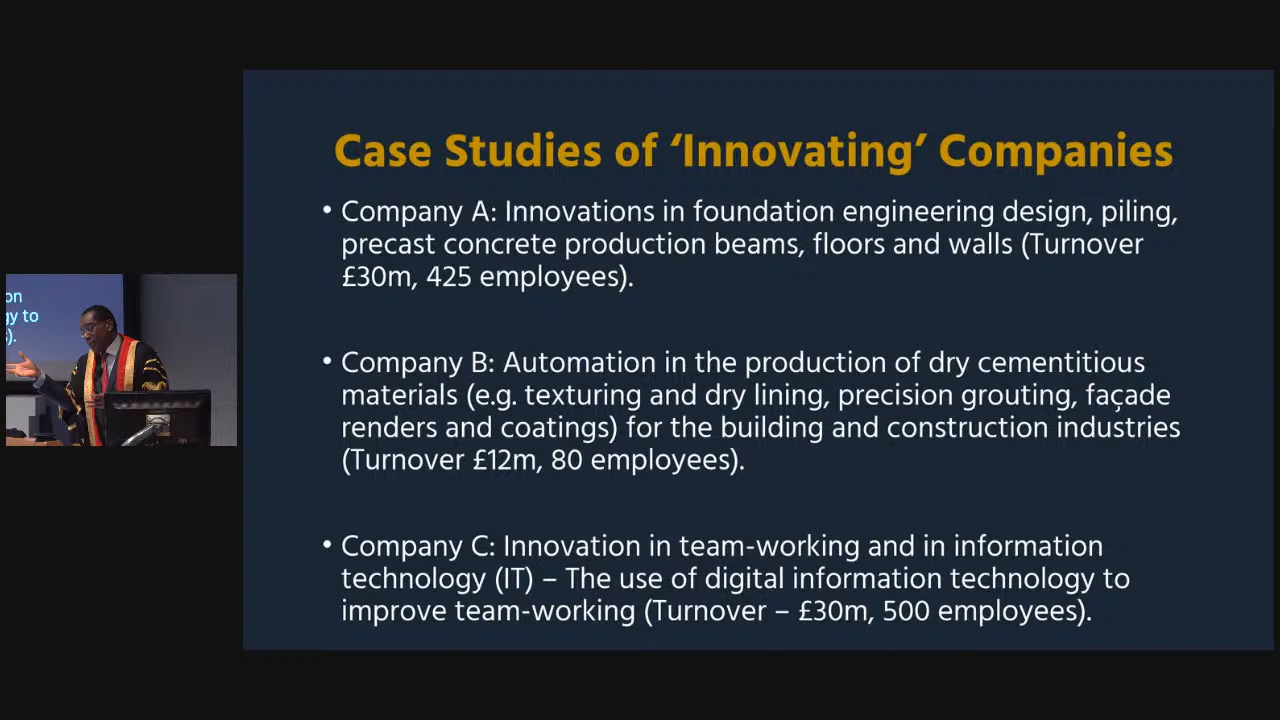 Case Studies of ‘Innovating’ Companies
• Company A: Innovations in foundation engineering design, piling,
precast concrete production beams, floors and walls (Turnover
£30m, 425 employees).
• Company B: Automation in the production of dry cementitious
materials (e.g. texturing and dry lining, precision grouting, façade
renders and coatings) for the building and construction industries
(Turnover £12m, 80 employees).
• Company C: Innovation in team-working and in information
technology (IT) – The use of digital information technology to
improve team-working (Turnover – £30m, 500 employees).
on
gy to
).